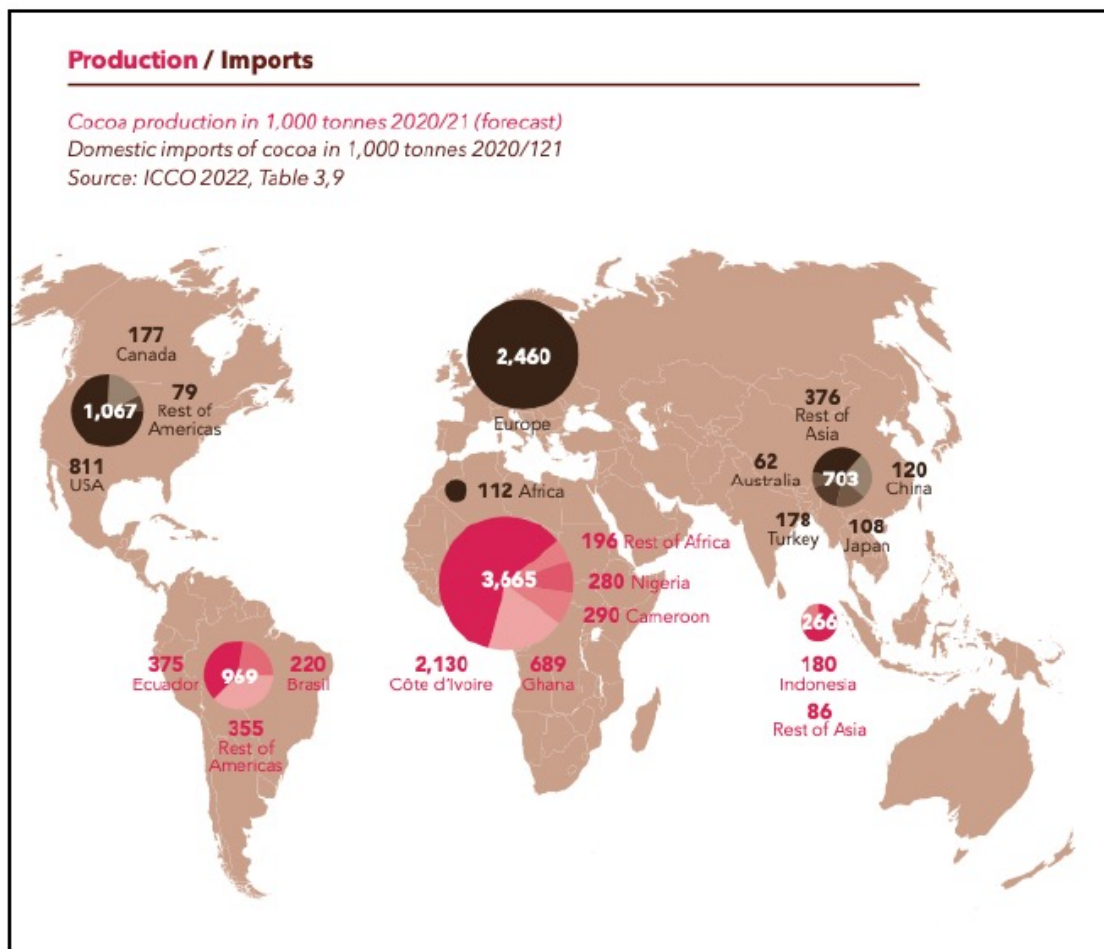 Production / Imports
Cocoa production in 1,000 tonnes 2020/21 (forecast)
Domestic imports of cocoa in 1,000 tonnes 2020/121
Source: ICCO 2022, Table 3,9
177
Canada
1,067
79
Rest of
Americas
811
USA
2,460
Europe
376
Rest of
Asia
62
Australia
703
120
China
178
Turkey
108
Japan
112 Africa
3,665
196 Rest of Africa
280 Nigeria
290 Cameroon
2,130
Côte d'Ivoire
689
Ghana
375
Ecuador
969
220
Brasil
355
Rest of
Americas
266
180
Indonesia
86
Rest of Asia